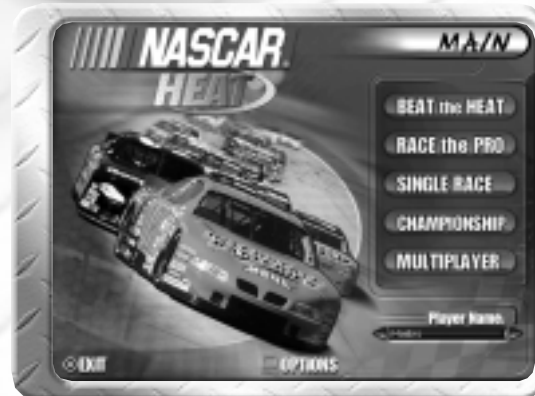 NASCAR
HEAT
MAIN
BEAT the HEAT
RACE the PRO
SINGLE RACE
CHAMPIONSHIP
MULTIPLAYER
Player Name.
EXIT
OPTIONS